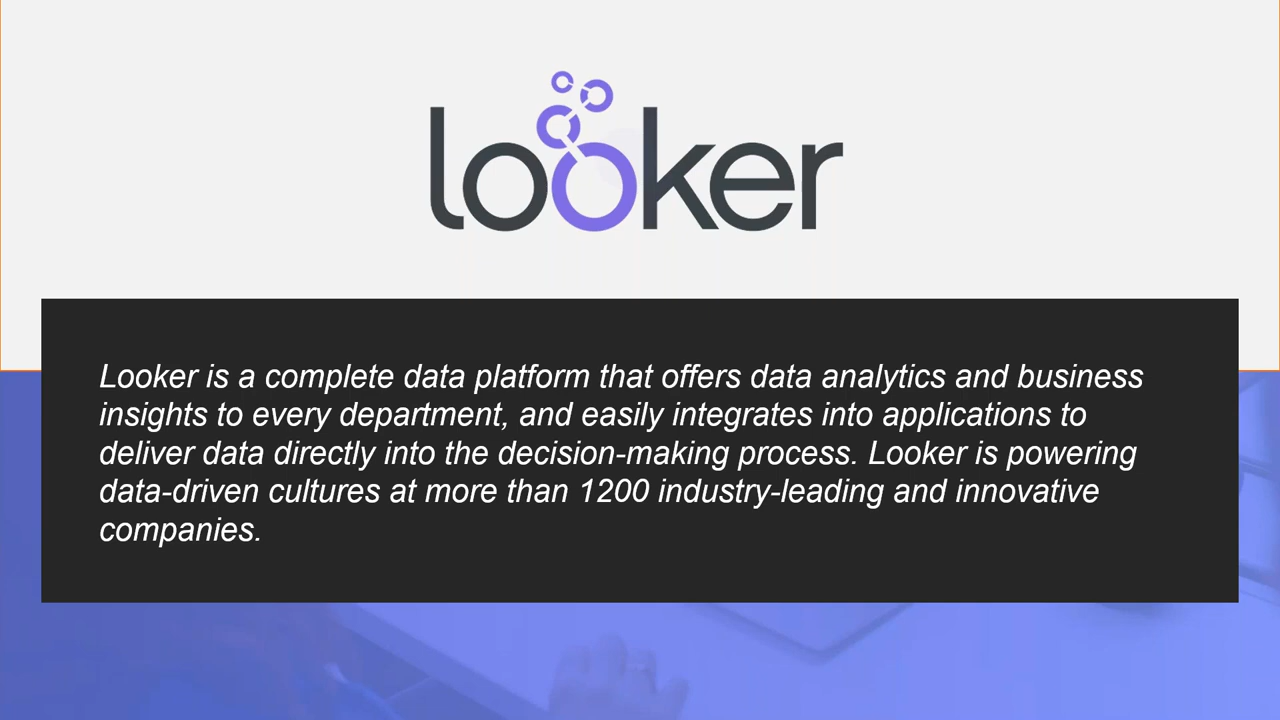 looker
Looker is a complete data platform that offers data analytics and business
insights to every department, and easily integrates into applications to
deliver data directly into the decision-making process. Looker is powering
data-driven cultures at more than 1200 industry-leading and innovative
companies.